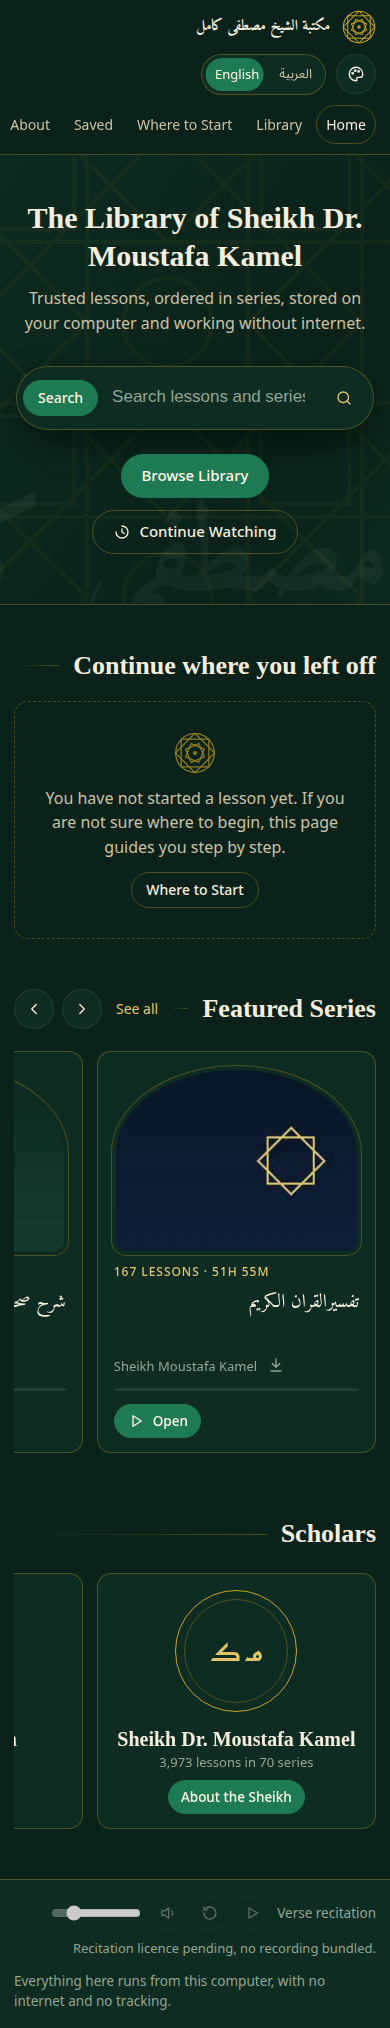 مكتبة الشيخ مصطفى كامل
العربية
English
Home
Library
Where to Start
Saved
About
The Library of Sheikh Dr.
Moustafa Kamel
Trusted lessons, ordered in series, stored on
your computer and working without internet.
Search
Search lessons and series
Browse Library
Continue Watching
مصطفى
Continue where you left off
You have not started a lesson yet. If you
are not sure where to begin, this page
guides you step by step.
Where to Start
Featured Series
See all
167 LESSONS · 51H 55M
تفسيرالقران الكريم
Sheikh Moustafa Kamel
Open
شرح
Scholars
مک
Sheikh Dr. Moustafa Kamel
3,973 lessons in 70 series
About the Sheikh
Verse recitation
Recitation licence pending, no recording bundled.
Everything here runs from this computer, with no
internet and no tracking.